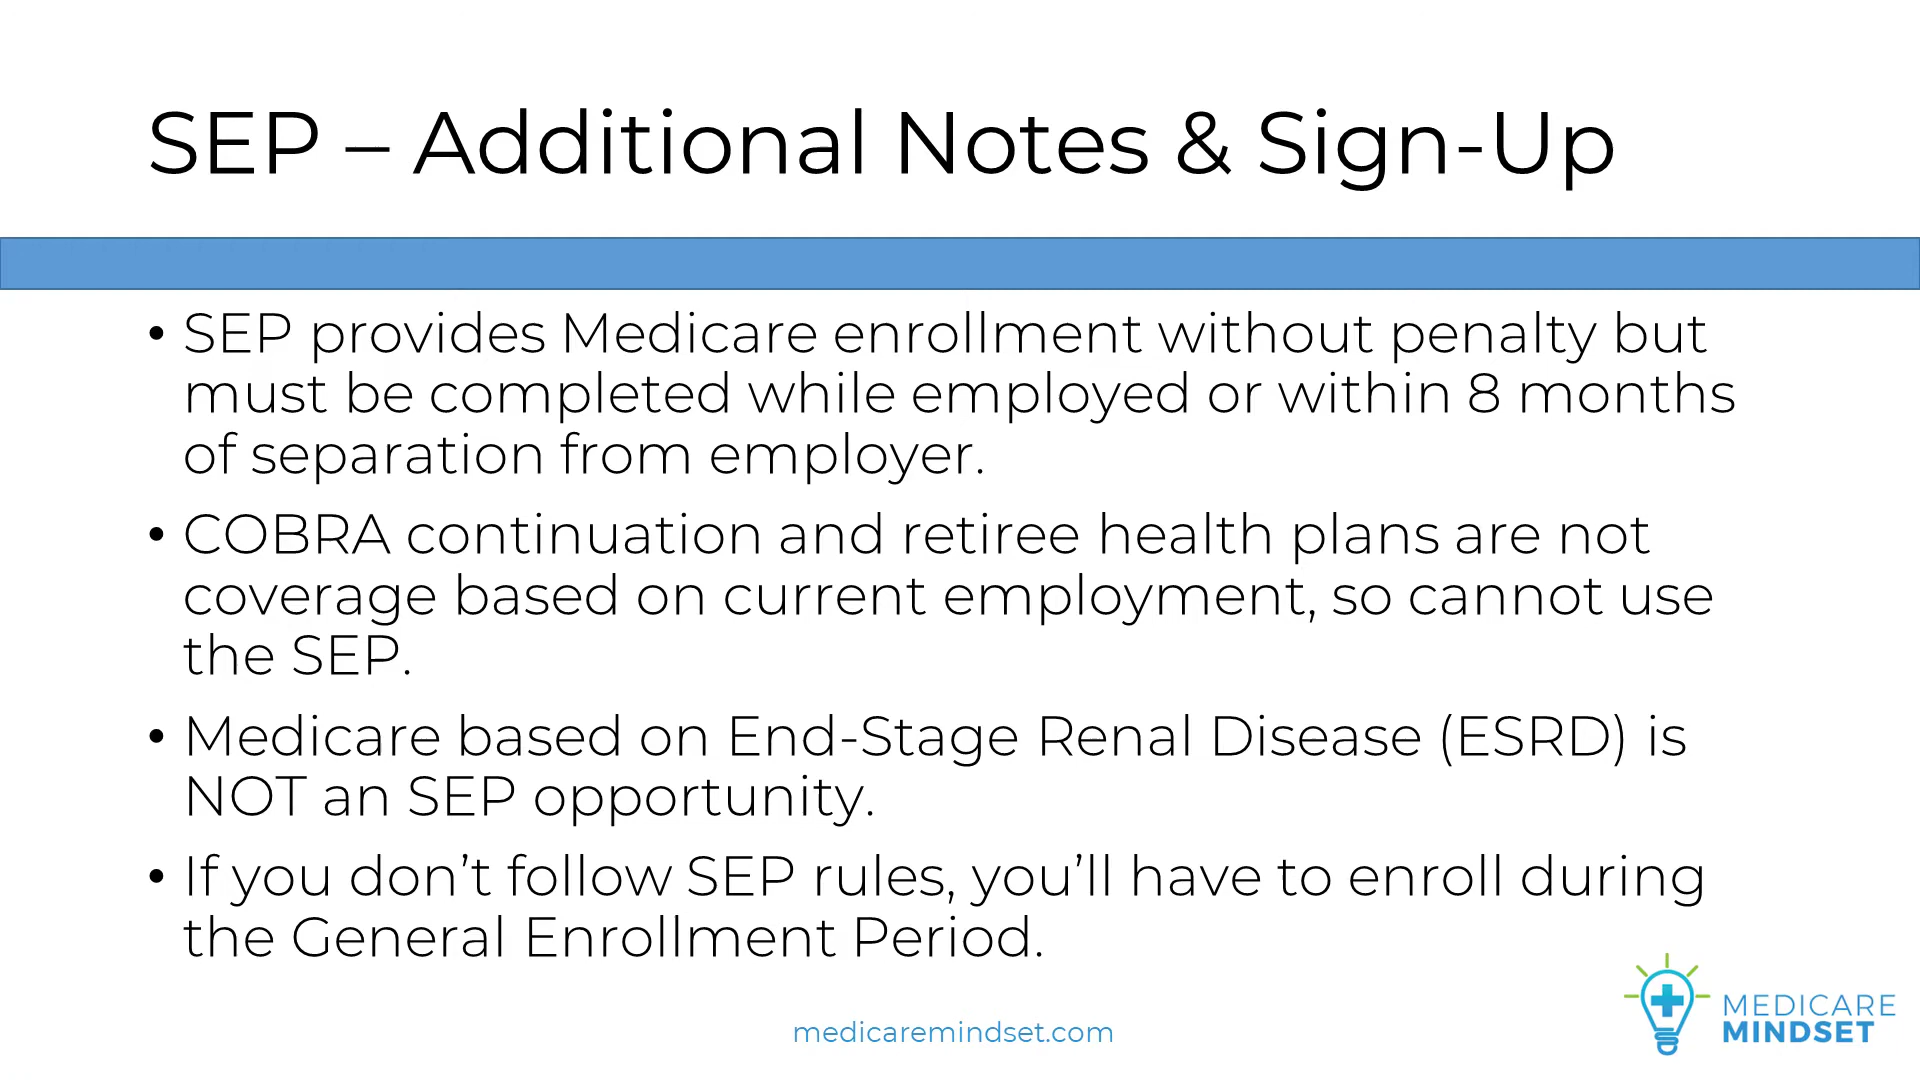 SEP – Additional Notes & Sign-Up
• SEP provides Medicare enrollment without penalty but
must be completed while employed or within 8 months
of separation from employer.
• COBRA continuation and retiree health plans are not
coverage based on current employment, so cannot use
the SEP.
• Medicare based on End-Stage Renal Disease (ESRD) is
NOT an SEP opportunity.
• If you don’t follow SEP rules, you’ll have to enroll during
the General Enrollment Period.
medicaremindset.com
MEDICARE
MINDSET